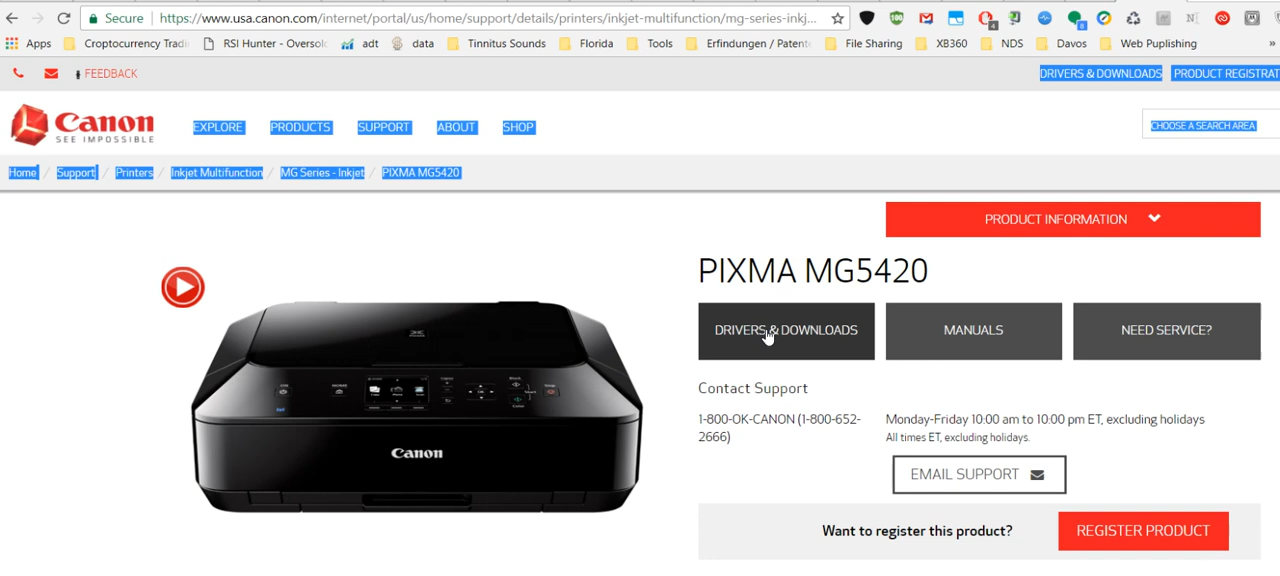 Secure https://www.usa.canon.com/internet/portal/us/home/support/details/printers/inkjet-multifunction/mg-series-inkj...
Apps Croptocurrency Tradi RSI Hunter - Oversol adt data Tinnitus Sounds Florida Tools Erfindungen / Patent File Sharing XB360 NDS Davos Web Puplishing »
FEEDBACK DRIVERS & DOWNLOADS PRODUCT REGISTRAT
Canon
SEE IMPOSSIBLE
EXPLORE PRODUCTS SUPPORT ABOUT SHOP
CHOOSE A SEARCH AREA
Home / Support / Printers / Inkjet Multifunction / MG Series - Inkjet / PIXMA MG5420
PRODUCT INFORMATION
PIXMA MG5420
DRIVERS & DOWNLOADS MANUALS NEED SERVICE?
Contact Support
1-800-OK-CANON (1-800-652-
2666)
Monday-Friday 10:00 am to 10:00 pm ET, excluding holidays
All times ET, excluding holidays.
EMAIL SUPPORT
Canon
Want to register this product? REGISTER PRODUCT